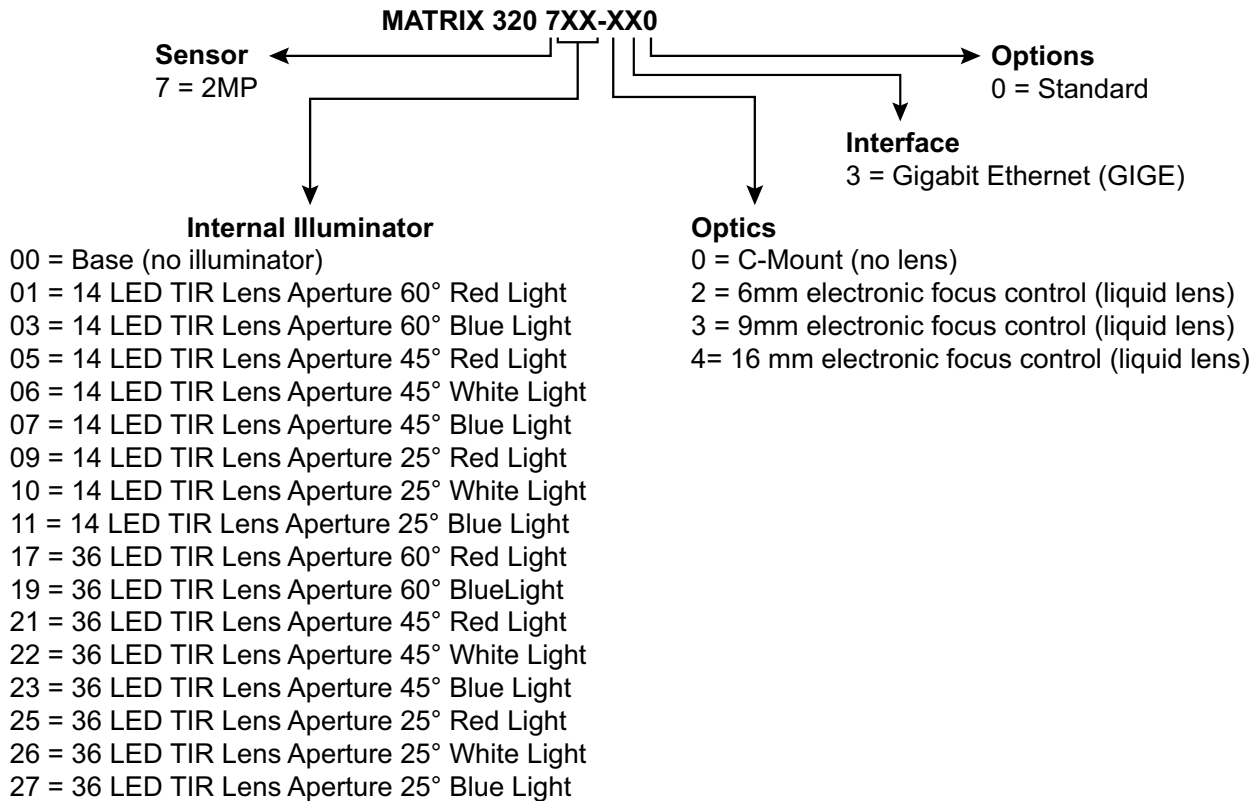 MATRIX 320 7XX-XX0
Sensor
7 = 2MP
Options
0 = Standard
Interface
3 = Gigabit Ethernet (GIGE)
Internal Illuminator
00 = Base (no illuminator)
01 = 14 LED TIR Lens Aperture 60° Red Light
03 = 14 LED TIR Lens Aperture 60° Blue Light
05 = 14 LED TIR Lens Aperture 45° Red Light
06 = 14 LED TIR Lens Aperture 45° White Light
07 = 14 LED TIR Lens Aperture 45° Blue Light
09 = 14 LED TIR Lens Aperture 25° Red Light
10 = 14 LED TIR Lens Aperture 25° White Light
11 = 14 LED TIR Lens Aperture 25° Blue Light
17 = 36 LED TIR Lens Aperture 60° Red Light
19 = 36 LED TIR Lens Aperture 60° BlueLight
21 = 36 LED TIR Lens Aperture 45° Red Light
22 = 36 LED TIR Lens Aperture 45° White Light
23 = 36 LED TIR Lens Aperture 45° Blue Light
25 = 36 LED TIR Lens Aperture 25° Red Light
26 = 36 LED TIR Lens Aperture 25° White Light
27 = 36 LED TIR Lens Aperture 25° Blue Light
Optics
0 = C-Mount (no lens)
2 = 6mm electronic focus control (liquid lens)
3 = 9mm electronic focus control (liquid lens)
4= 16 mm electronic focus control (liquid lens)